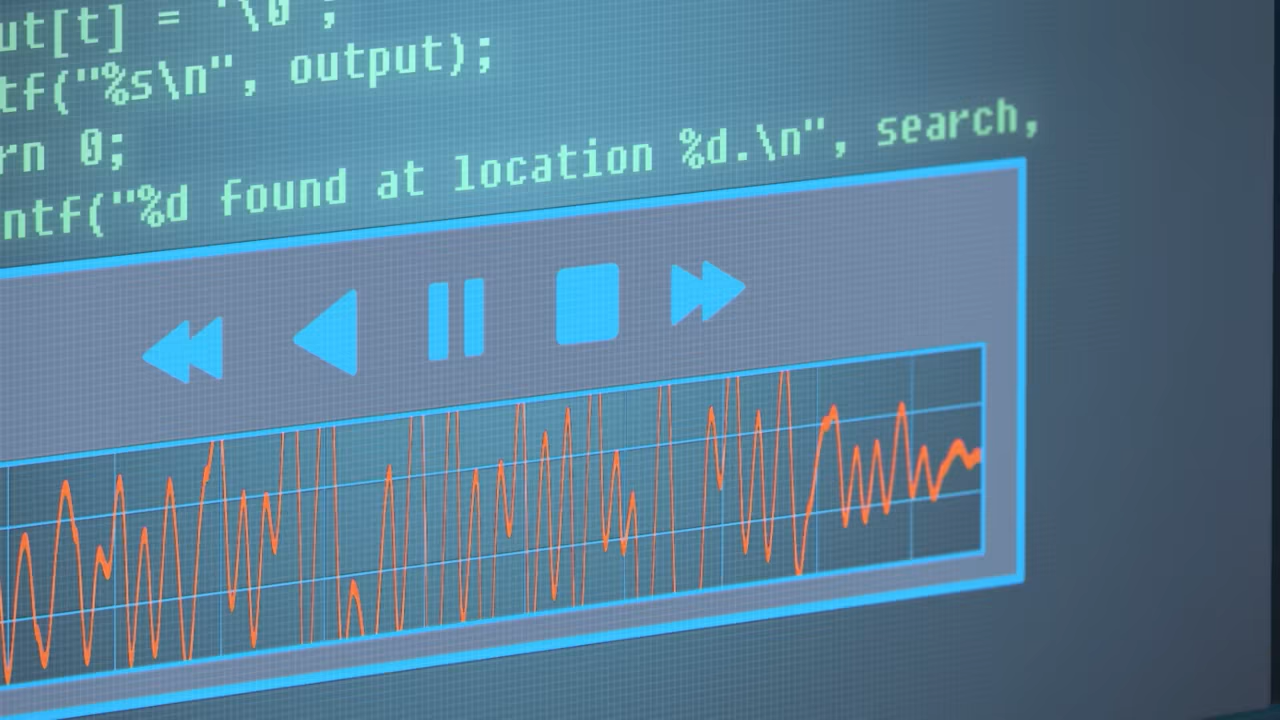 ut[t] = '\0';
tf("%s\n", output);
rn 0;
ntf("%d found at location %d.\n", search,